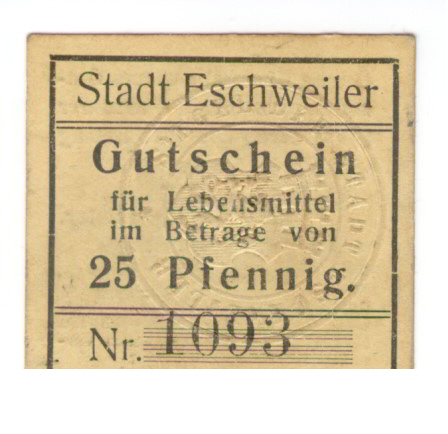 Stadt Eschweiler
Gutschein
für Lebensmittel
im Betrage von
25 Pfennig.
Nr. 1093